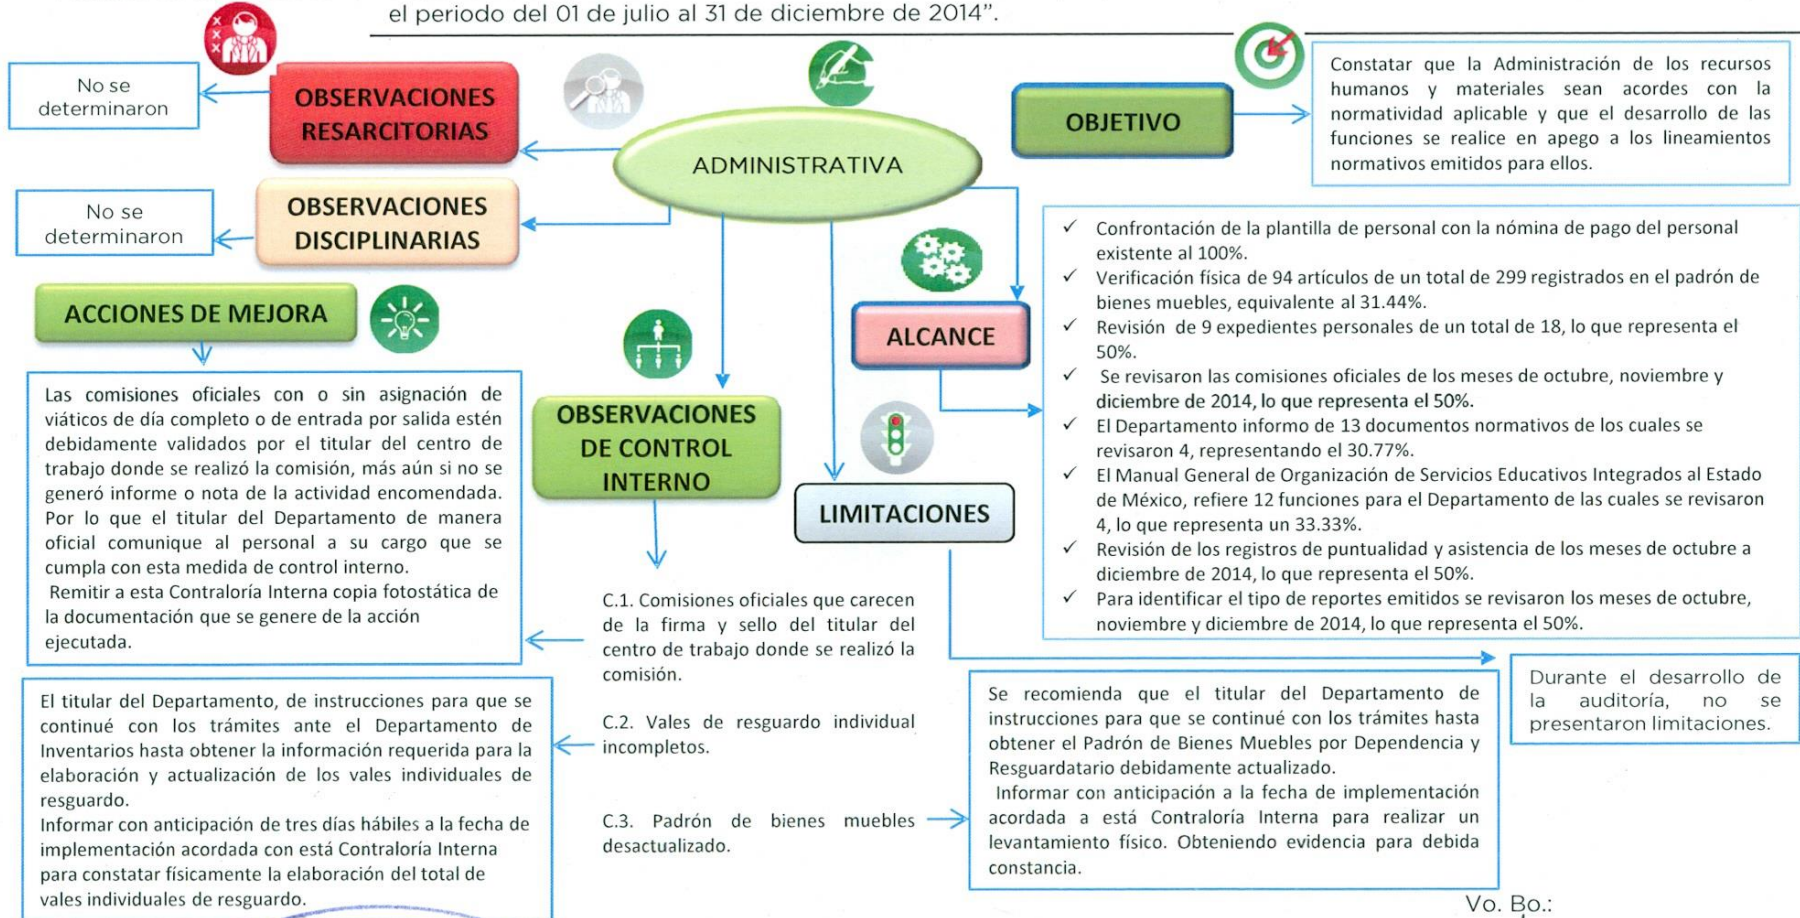 el periodo del 01 de julio al 31 de diciembre de 2014”.
No se
determinaron
OBSERVACIONES
RESARCITORIAS
ADMINISTRATIVA
OBJETIVO
Constatar que la Administración de los recursos
humanos y materiales sean acordes con la
normatividad aplicable y que el desarrollo de las
funciones se realice en apego a los lineamientos
normativos emitidos para ellos.
No se
determinaron
OBSERVACIONES
DISCIPLINARIAS
ALCANCE
✓ Confrontación de la plantilla de personal con la nómina de pago del personal
existente al 100%.
✓ Verificación física de 94 artículos de un total de 299 registrados en el padrón de
bienes muebles, equivalente al 31.44%.
✓ Revisión de 9 expedientes personales de un total de 18, lo que representa el
50%.
✓ Se revisaron las comisiones oficiales de los meses de octubre, noviembre y
diciembre de 2014, lo que representa el 50%.
✓ El Departamento informo de 13 documentos normativos de los cuales se
revisaron 4, representando el 30.77%.
✓ El Manual General de Organización de Servicios Educativos Integrados al Estado
de México, refiere 12 funciones para el Departamento de las cuales se revisaron
4, lo que representa un 33.33%.
✓ Revisión de los registros de puntualidad y asistencia de los meses de octubre a
diciembre de 2014, lo que representa el 50%.
✓ Para identificar el tipo de reportes emitidos se revisaron los meses de octubre,
noviembre y diciembre de 2014, lo que representa el 50%.
ACCIONES DE MEJORA
Las comisiones oficiales con o sin asignación de
viáticos de día completo o de entrada por salida estén
debidamente validados por el titular del centro de
trabajo donde se realizó la comisión, más aún si no se
generó informe o nota de la actividad encomendada.
Por lo que el titular del Departamento de manera
oficial comunique al personal a su cargo que se
cumpla con esta medida de control interno.
Remitir a esta Contraloría Interna copia fotostática de
la documentación que se genere de la acción
ejecutada.
OBSERVACIONES
DE CONTROL
INTERNO
LIMITACIONES
C.1. Comisiones oficiales que carecen
de la firma y sello del titular del
centro de trabajo donde se realizó la
comisión.
C.2. Vales de resguardo individual
incompletos.
C.3. Padrón de bienes muebles
desactualizado.
Durante el desarrollo de
la auditoría, no se
presentaron limitaciones.
El titular del Departamento, de instrucciones para que se
continué con los trámites ante el Departamento de
Inventarios hasta obtener la información requerida para la
elaboración y actualización de los vales individuales de
resguardo.
Informar con anticipación de tres días hábiles a la fecha de
implementación acordada con está Contraloría Interna
para constatar físicamente la elaboración del total de
vales individuales de resguardo.
Se recomienda que el titular del Departamento de
instrucciones para que se continué con los trámites hasta
obtener el Padrón de Bienes Muebles por Dependencia y
Resguardatario debidamente actualizado.
Informar con anticipación a la fecha de implementación
acordada a está Contraloría Interna para realizar un
levantamiento físico. Obteniendo evidencia para debida
constancia.
Vo. Bo.: